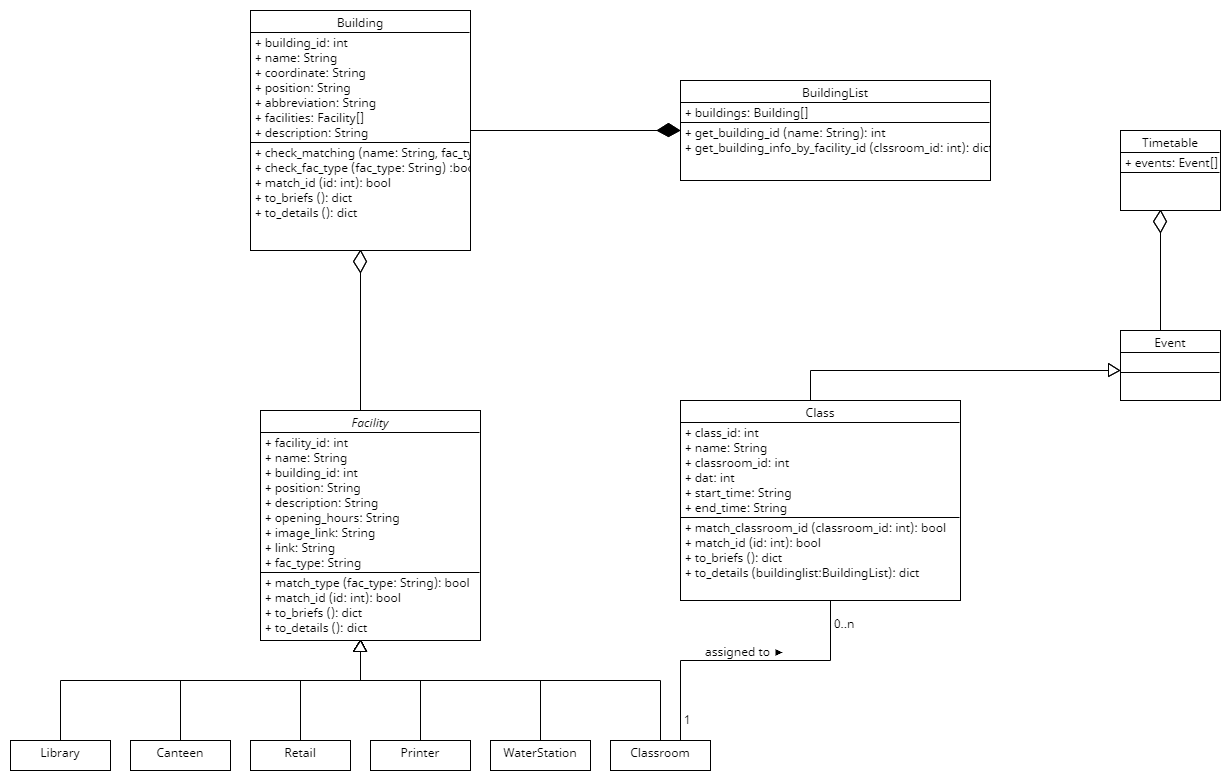 Building
+ building_id: int
+ name: String
+ coordinate: String
+ position: String
+ abbreviation: String
+ facilities: Facility[]
+ description: String
+ check_matching (name: String, fac_ty
+ check_fac_type (fac_type: String) :boo
+ match_id (id: int): bool
+ to_briefs (): dict
+ to_details (): dict
BuildingList
+ buildings: Building[]
+ get_building_id (name: String): int
+ get_building_info_by_facility_id (clssroom_id: int): dict
Timetable
+ events: Event[]
Event
Facility
+ facility_id: int
+ name: String
+ building_id: int
+ position: String
+ description: String
+ opening_hours: String
+ image_link: String
+ link: String
+ fac_type: String
+ match_type (fac_type: String): bool
+ match_id (id: int): bool
+ to_briefs (): dict
+ to_details (): dict
Class
+ class_id: int
+ name: String
+ classroom_id: int
+ dat: int
+ start_time: String
+ end_time: String
+ match_classroom_id (classroom_id: int): bool
+ match_id (id: int): bool
+ to_briefs (): dict
+ to_details (buildinglist:BuildingList): dict
0..n
assigned to ►
1
Library
Canteen
Retail
Printer
WaterStation
Classroom